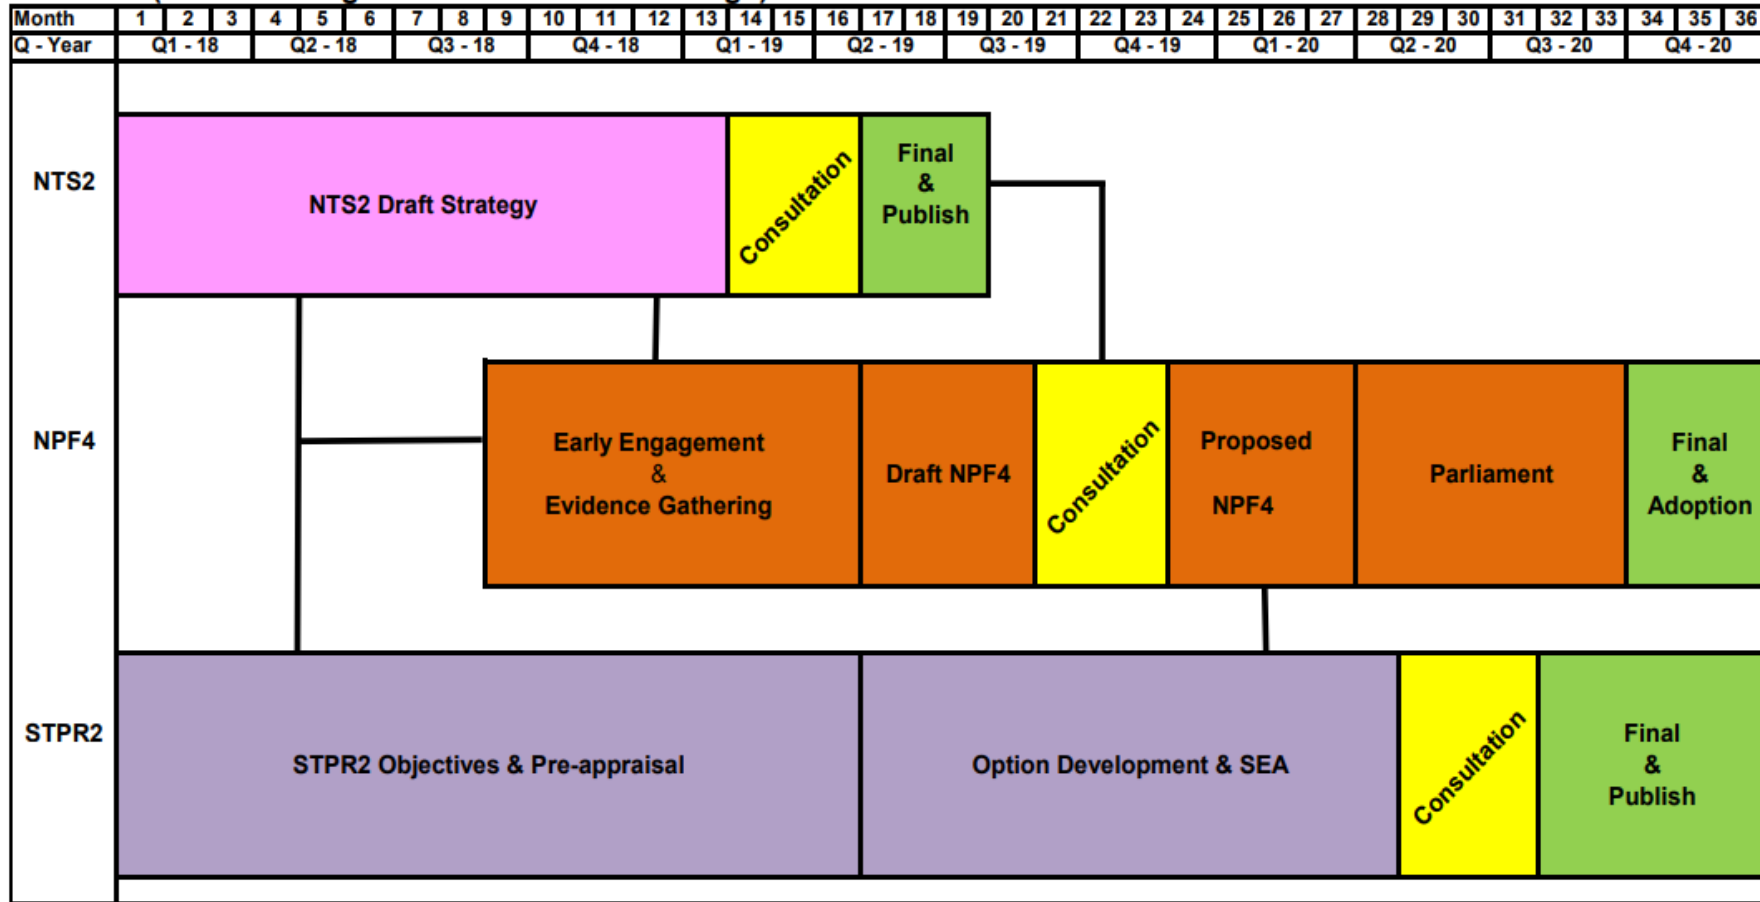 Month 1 2 3 4 5 6 7 8 9 10 11 12 13 14 15 16 17 18 19 20 21 22 23 24 25 26 27 28 29 30 31 32 33 34 35 36
Q - Year Q1 - 18 Q2 - 18 Q3 - 18 Q4 - 18 Q1 - 19 Q2 - 19 Q3 - 19 Q4 - 19 Q1 - 20 Q2 - 20 Q3 - 20 Q4 - 20
NTS2
NTS2 Draft Strategy
Consultation
Final
&
Publish
NPF4
Early Engagement
&
Evidence Gathering
Draft NPF4
Consultation
Proposed
NPF4
Parliament
Final
&
Adoption
STPR2
STPR2 Objectives & Pre-appraisal
Option Development & SEA
Consultation
Final
&
Publish